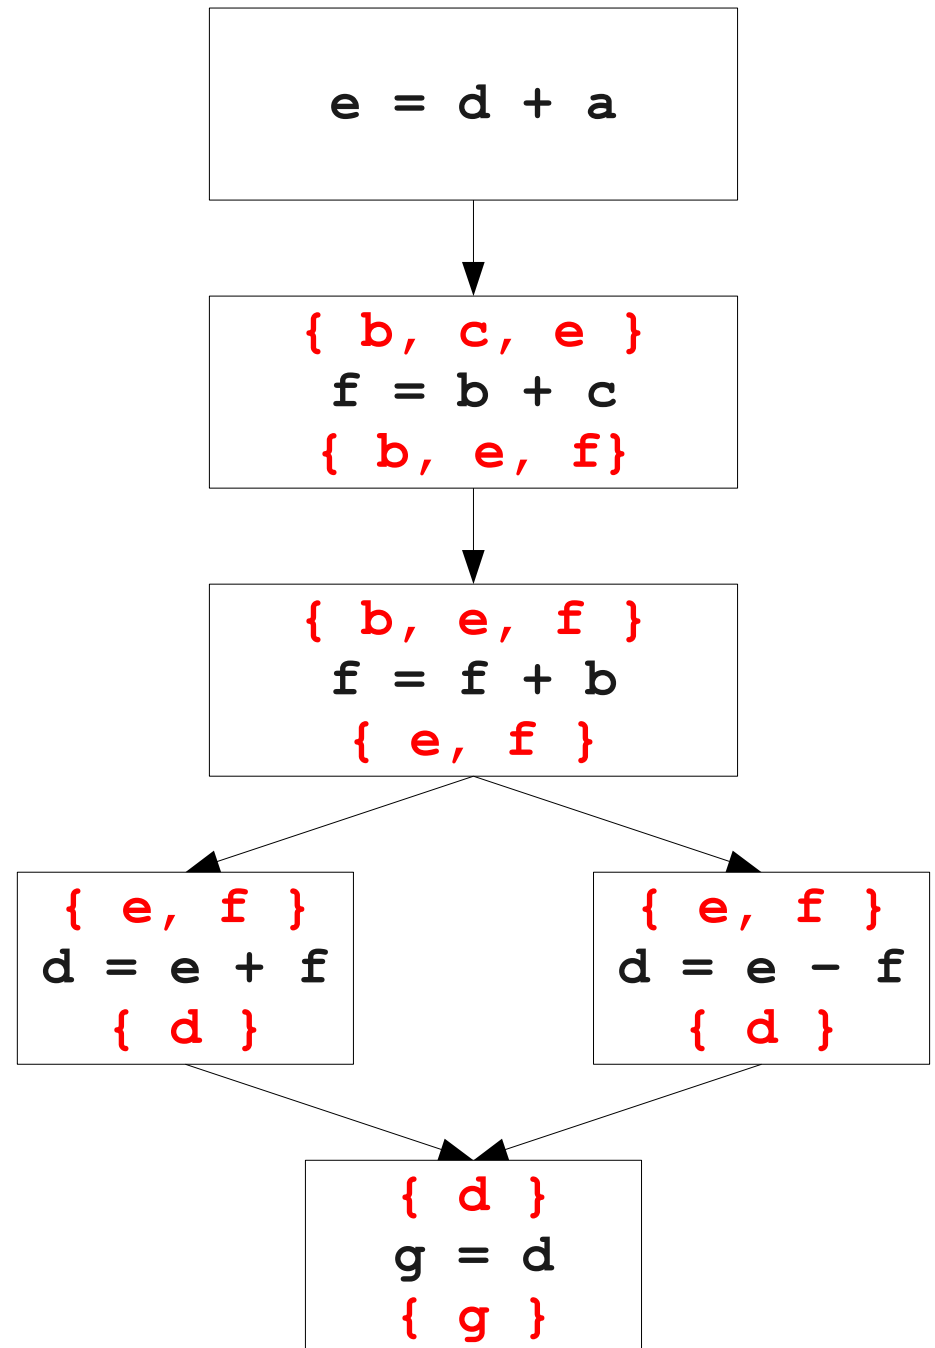 e = d + a
{ b, c, e }
f = b + c
{ b, e, f}
{ b, e, f }
f = f + b
{ e, f }
{ e, f }
d = e + f
{ d }
{ e, f }
d = e - f
{ d }
{ d }
g = d
{ g }